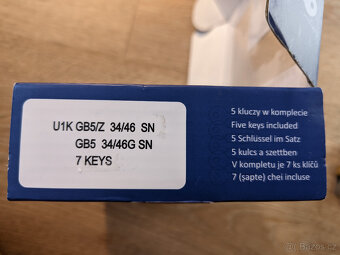 U1K GB5/Z 34/46 SN
GB5 34/46G SN
7 KEYS
5 kluczy w komplecie
Five keys included
5 Schlüssel im Satz
5 kulcs a szettben
V kompletu je 7 ks klíčů
7 (șapte) chei incluse